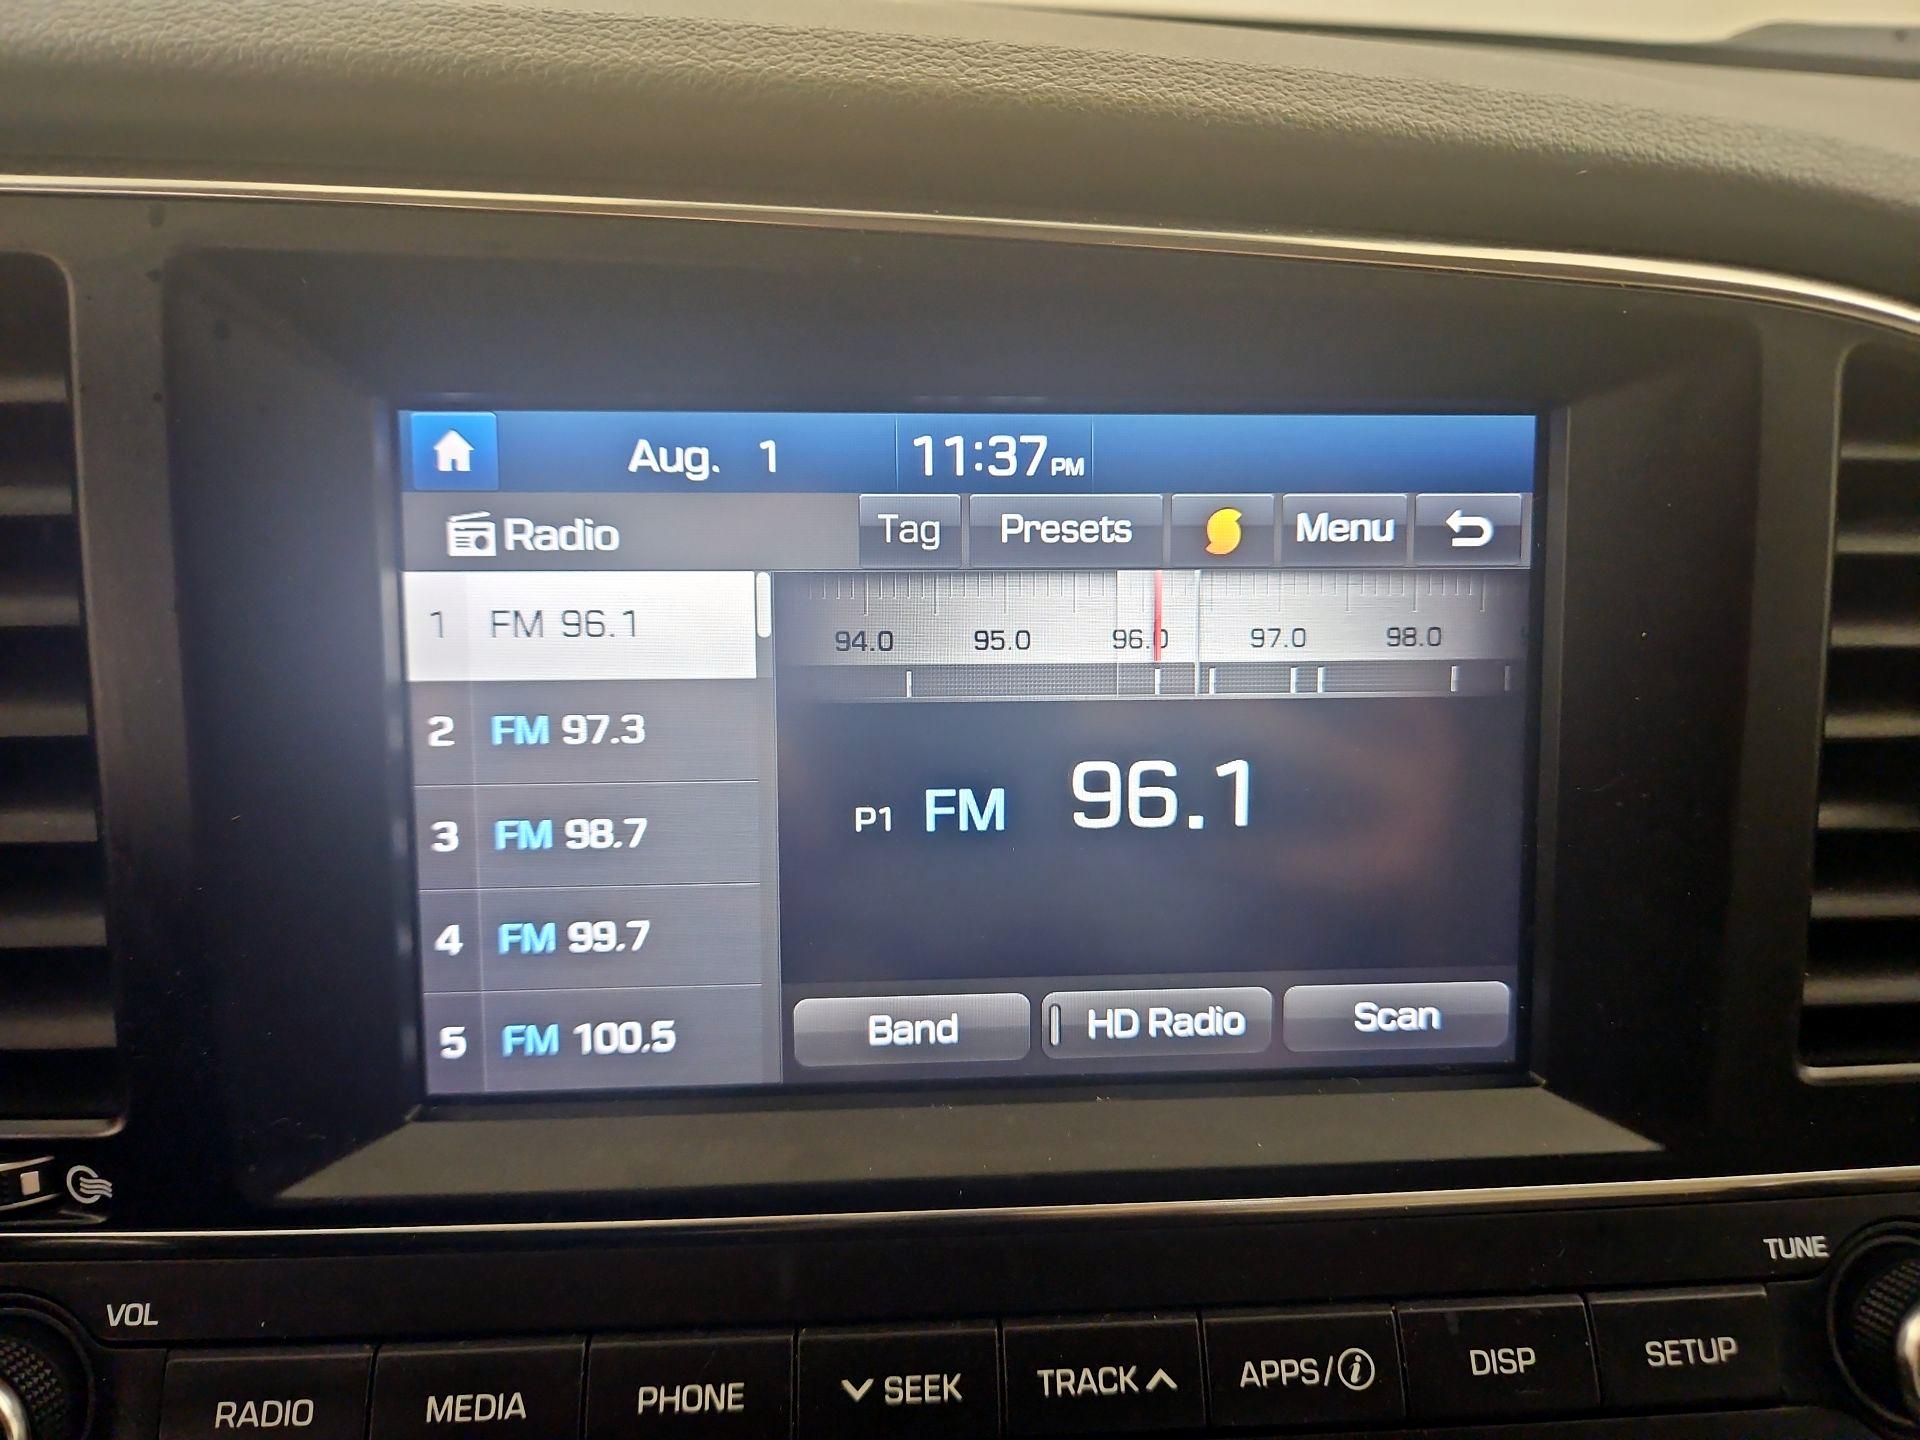 Aug. 1 11:37 PM
Radio Tag Presets Menu
1 FM 96.1
94.0 95.0 96.0 97.0 98.0
2 FM 97.3
3 FM 98.7
P1 FM 96.1
4 FM 99.7
5 FM 100.5
Band HD Radio Scan
VOL
TUNE
RADIO MEDIA PHONE SEEK TRACK APPS/i DISP SETUP